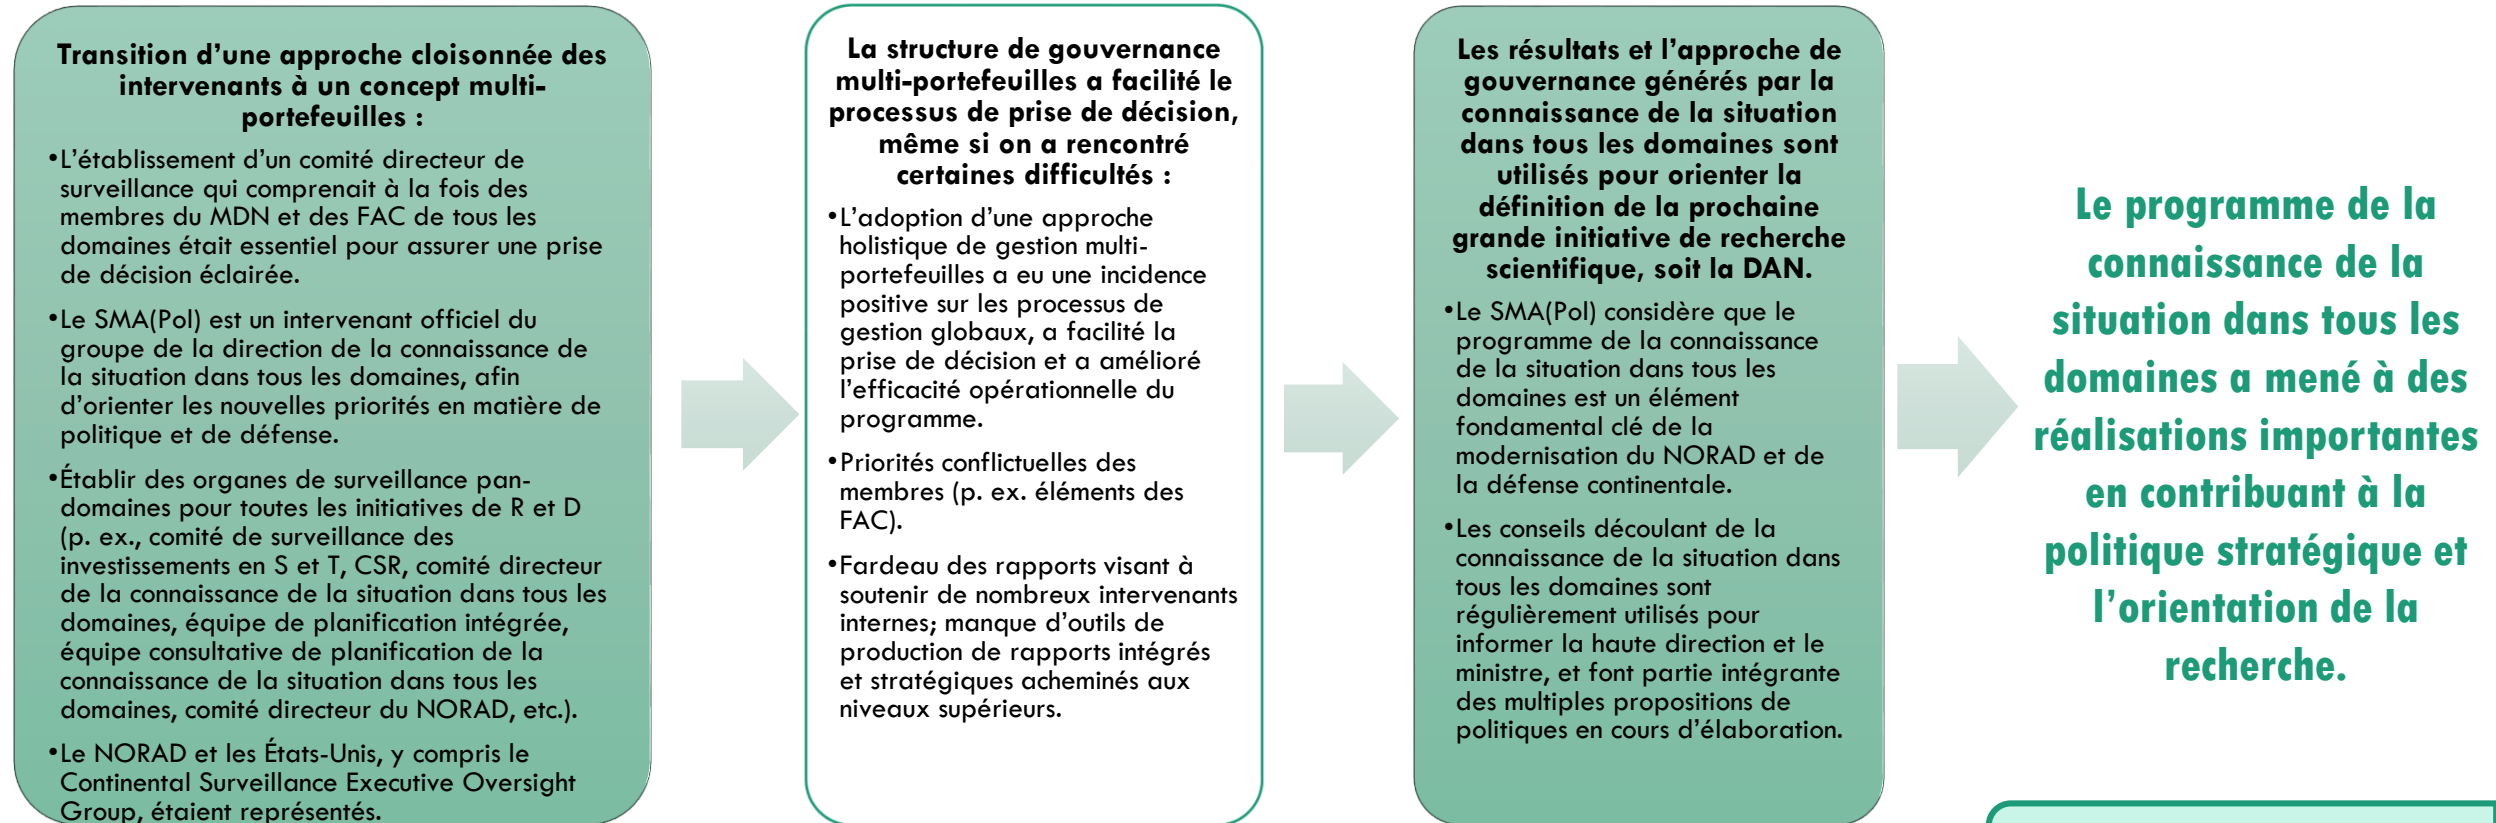 Transition d’une approche cloisonnée des
intervenants à un concept multi-
portefeuilles :
•L’établissement d’un comité directeur de
surveillance qui comprenait à la fois des
membres du MDN et des FAC de tous les
domaines était essentiel pour assurer une prise
de décision éclairée.
•Le SMA(Pol) est un intervenant officiel du
groupe de la direction de la connaissance de
la situation dans tous les domaines, afin
d’orienter les nouvelles priorités en matière de
politique et de défense.
•Établir des organes de surveillance pan-
domaines pour toutes les initiatives de R et D
(p. ex., comité de surveillance des
investissements en S et T, CSR, comité directeur
de la connaissance de la situation dans tous les
domaines, équipe de planification intégrée,
équipe consultative de planification de la
connaissance de la situation dans tous les
domaines, comité directeur du NORAD, etc.).
•Le NORAD et les États-Unis, y compris le
Continental Surveillance Executive Oversight
Group, étaient représentés.
La structure de gouvernance
multi-portefeuilles a facilité le
processus de prise de décision,
même si on a rencontré
certaines difficultés :
•L’adoption d’une approche
holistique de gestion multi-
portefeuilles a eu une incidence
positive sur les processus de
gestion globaux, a facilité la
prise de décision et a amélioré
l’efficacité opérationnelle du
programme.
•Priorités conflictuelles des
membres (p. ex. éléments des
FAC).
•Fardeau des rapports visant à
soutenir de nombreux intervenants
internes; manque d’outils de
production de rapports intégrés
et stratégiques acheminés aux
niveaux supérieurs.
Les résultats et l’approche de
gouvernance générés par la
connaissance de la situation
dans tous les domaines sont
utilisés pour orienter la
définition de la prochaine
grande initiative de recherche
scientifique, soit la DAN.
•Le SMA(Pol) considère que le
programme de la connaissance
de la situation dans tous les
domaines est un élément
fondamental clé de la
modernisation du NORAD et de
la défense continentale.
•Les conseils découlant de la
connaissance de la situation dans
tous les domaines sont
régulièrement utilisés pour
informer la haute direction et le
ministre, et font partie intégrante
des multiples propositions de
politiques en cours d’élaboration.
Le programme de la
connaissance de la
situation dans tous les
domaines a mené à des
réalisations importantes
en contribuant à la
politique stratégique et
l’orientation de la
recherche.